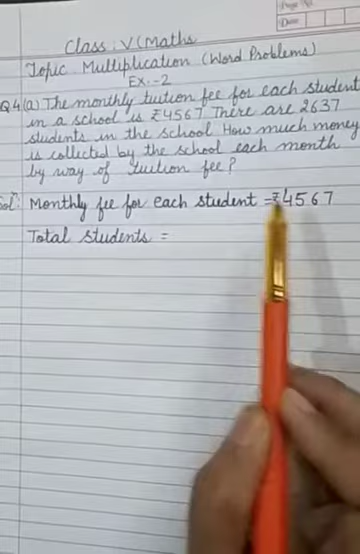 Page No.
Date
Class: V (Maths
Topic Multiplication (Word Problems)
Ex.-2
Q4(a) The monthly tuition fee for each student
in a school is ₹4567 There are 2637
students in the school How much money
is collected by the school each month
by way of tuition fee?
Solⁿ: Monthly fee for each student =₹4567
Total students =